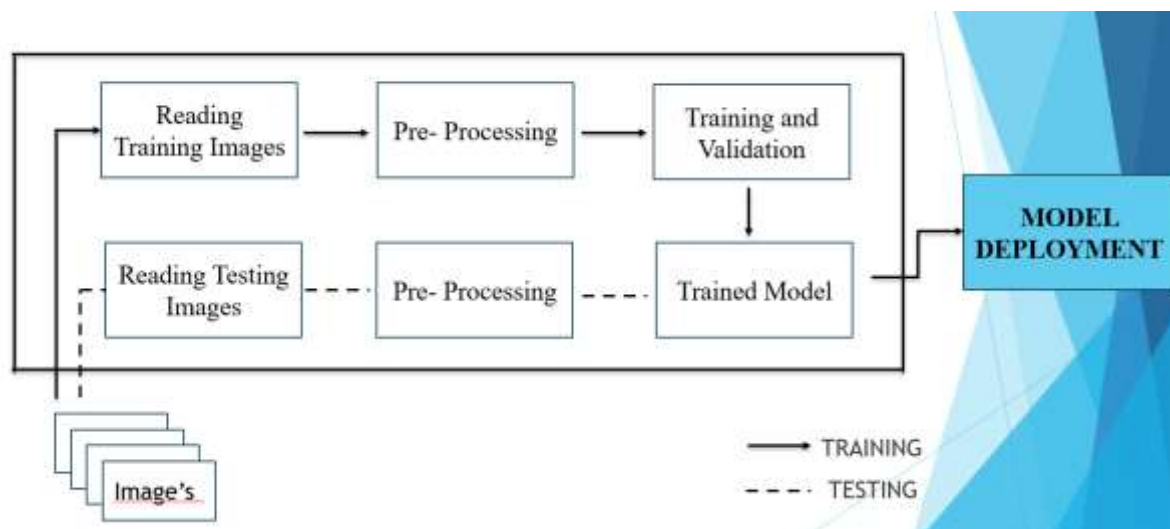 Reading
Training Images
Pre- Processing
Training and
Validation
MODEL
DEPLOYMENT
Reading Testing
Images
Pre- Processing
Trained Model
Image's
TRAINING
TESTING